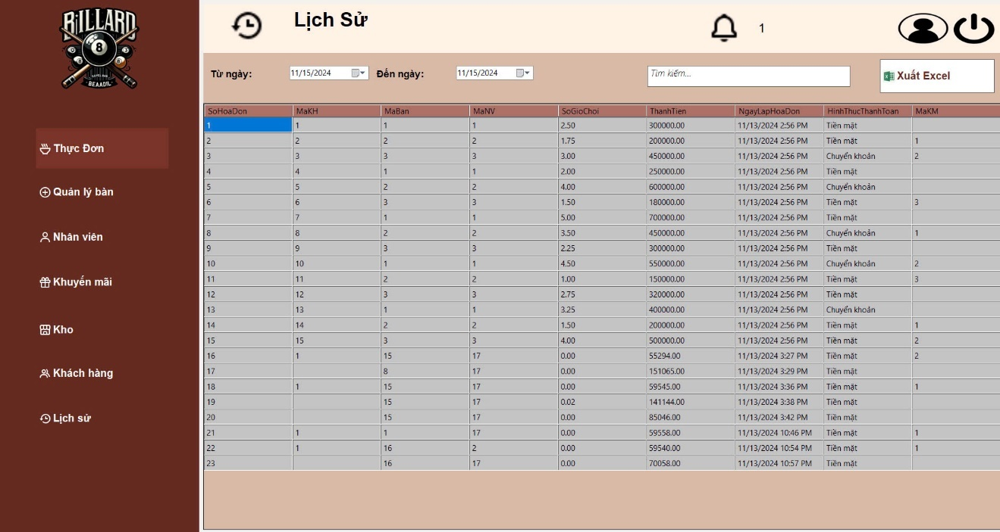 BILLARD
8
BEAADIL
Lịch Sử
1
Từ ngày:
11/15/2024
Đến ngày:
11/15/2024
Tìm kiếm...
Xuất Excel
Thực Đơn
Quản lý bàn
Nhân viên
Khuyến mãi
Kho
Khách hàng
Lịch sử
SoHoaDon MaKH MaBan MaNV SoGioChoi ThanhTien NgayLapHoaDon HinhThucThanhToan MaKM
1 1 1 1 2.50 300000.00 11/13/2024 2:56 PM Tiền mặt
2 2 2 2 1.75 200000.00 11/13/2024 2:56 PM Tiền mặt 1
3 3 3 3 3.00 450000.00 11/13/2024 2:56 PM Chuyển khoản 2
4 4 1 1 2.00 250000.00 11/13/2024 2:56 PM Tiền mặt
5 5 2 2 4.00 600000.00 11/13/2024 2:56 PM Chuyển khoản
6 6 3 3 1.50 180000.00 11/13/2024 2:56 PM Tiền mặt 3
7 7 1 1 5.00 700000.00 11/13/2024 2:56 PM Tiền mặt
8 8 2 2 3.50 450000.00 11/13/2024 2:56 PM Chuyển khoản 1
9 9 3 3 2.25 300000.00 11/13/2024 2:56 PM Tiền mặt
10 10 1 1 4.50 550000.00 11/13/2024 2:56 PM Chuyển khoản 2
11 11 2 2 1.00 150000.00 11/13/2024 2:56 PM Tiền mặt 3
12 12 3 3 2.75 320000.00 11/13/2024 2:56 PM Tiền mặt
13 13 1 1 3.25 400000.00 11/13/2024 2:56 PM Chuyển khoản
14 14 2 2 1.50 200000.00 11/13/2024 2:56 PM Tiền mặt 1
15 15 3 3 4.00 500000.00 11/13/2024 2:56 PM Tiền mặt 2
16 1 15 17 0.00 55294.00 11/13/2024 3:27 PM Tiền mặt 2
17 8 17 0.00 151065.00 11/13/2024 3:29 PM Tiền mặt
18 1 15 17 0.00 59545.00 11/13/2024 3:36 PM Tiền mặt 1
19 15 17 0.02 141144.00 11/13/2024 3:38 PM Tiền mặt
20 15 17 0.00 85046.00 11/13/2024 3:42 PM Tiền mặt
21 1 1 17 0.00 59558.00 11/13/2024 10:46 PM Tiền mặt 1
22 1 16 2 0.00 59540.00 11/13/2024 10:54 PM Tiền mặt 1
23 16 17 0.00 70058.00 11/13/2024 10:57 PM Tiền mặt